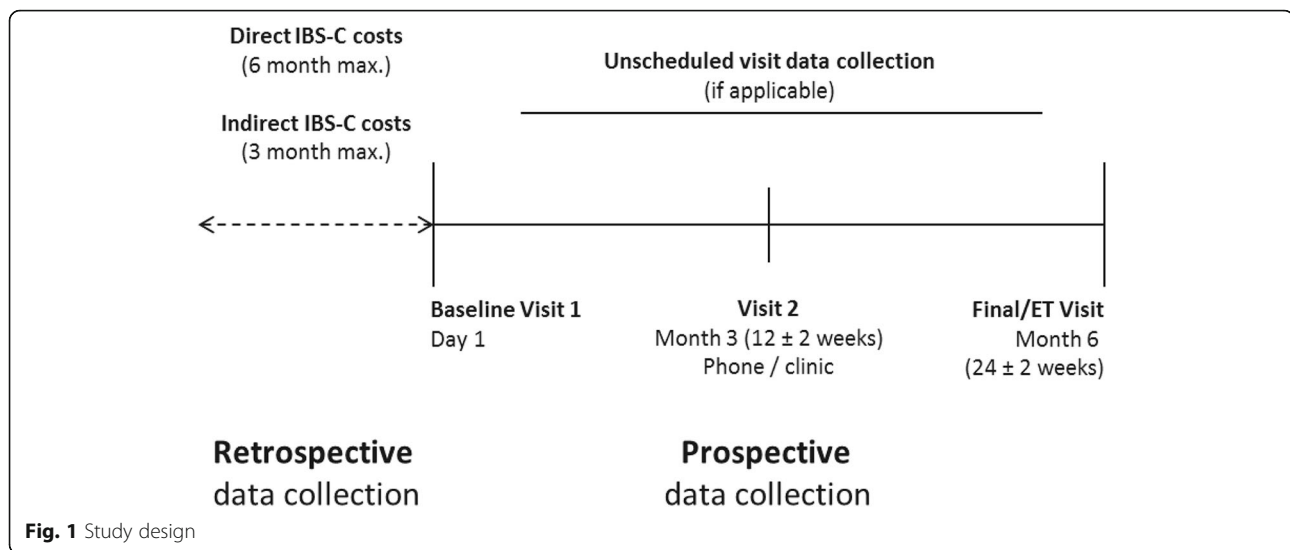 Direct IBS-C costs
(6 month max.)
Indirect IBS-C costs
(3 month max.)
Unscheduled visit data collection
(if applicable)
Baseline Visit 1
Day 1
Visit 2
Month 3 (12 ± 2 weeks)
Phone / clinic
Final/ET Visit
Month 6
(24 ± 2 weeks)
Retrospective
data collection
Prospective
data collection
Fig. 1 Study design